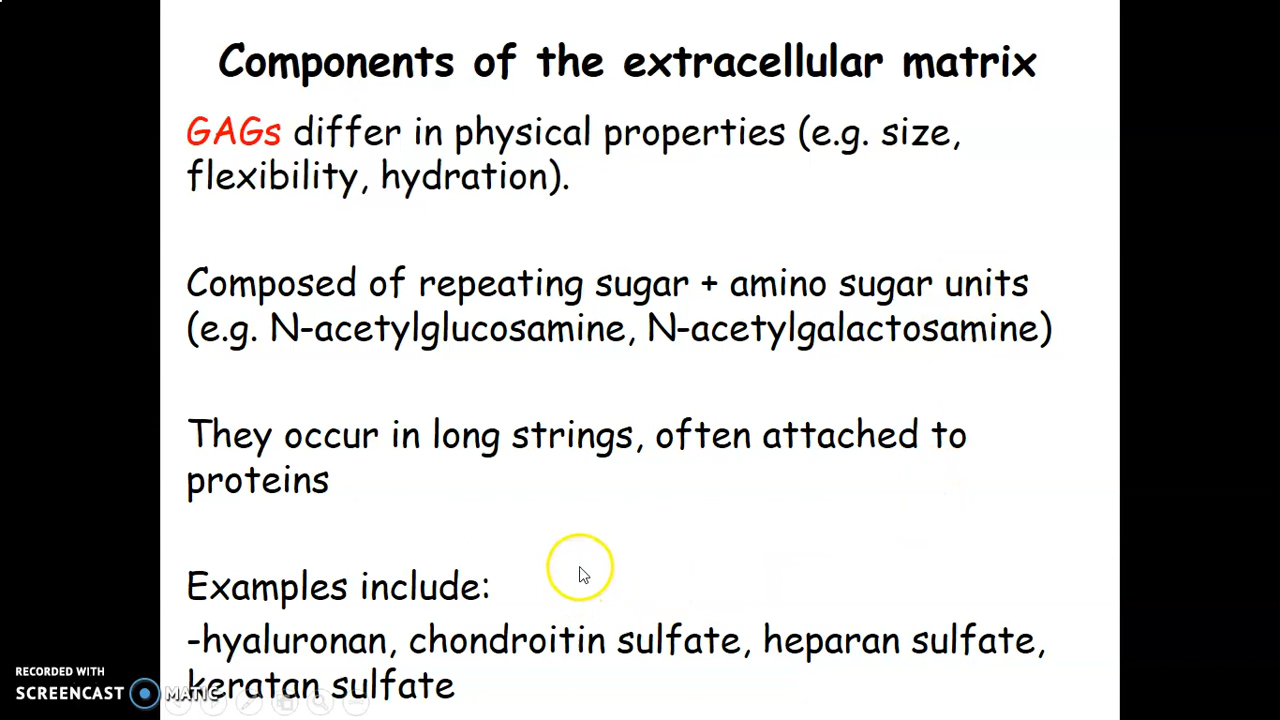 Components of the extracellular matrix
GAGs differ in physical properties (e.g. size,
flexibility, hydration).
Composed of repeating sugar + amino sugar units
(e.g. N-acetylglucosamine, N-acetylgalactosamine)
They occur in long strings, often attached to
proteins
Examples include:
-hyaluronan, chondroitin sulfate, heparan sulfate,
keratan sulfate
RECORDED WITH
SCREENCAST MATIC